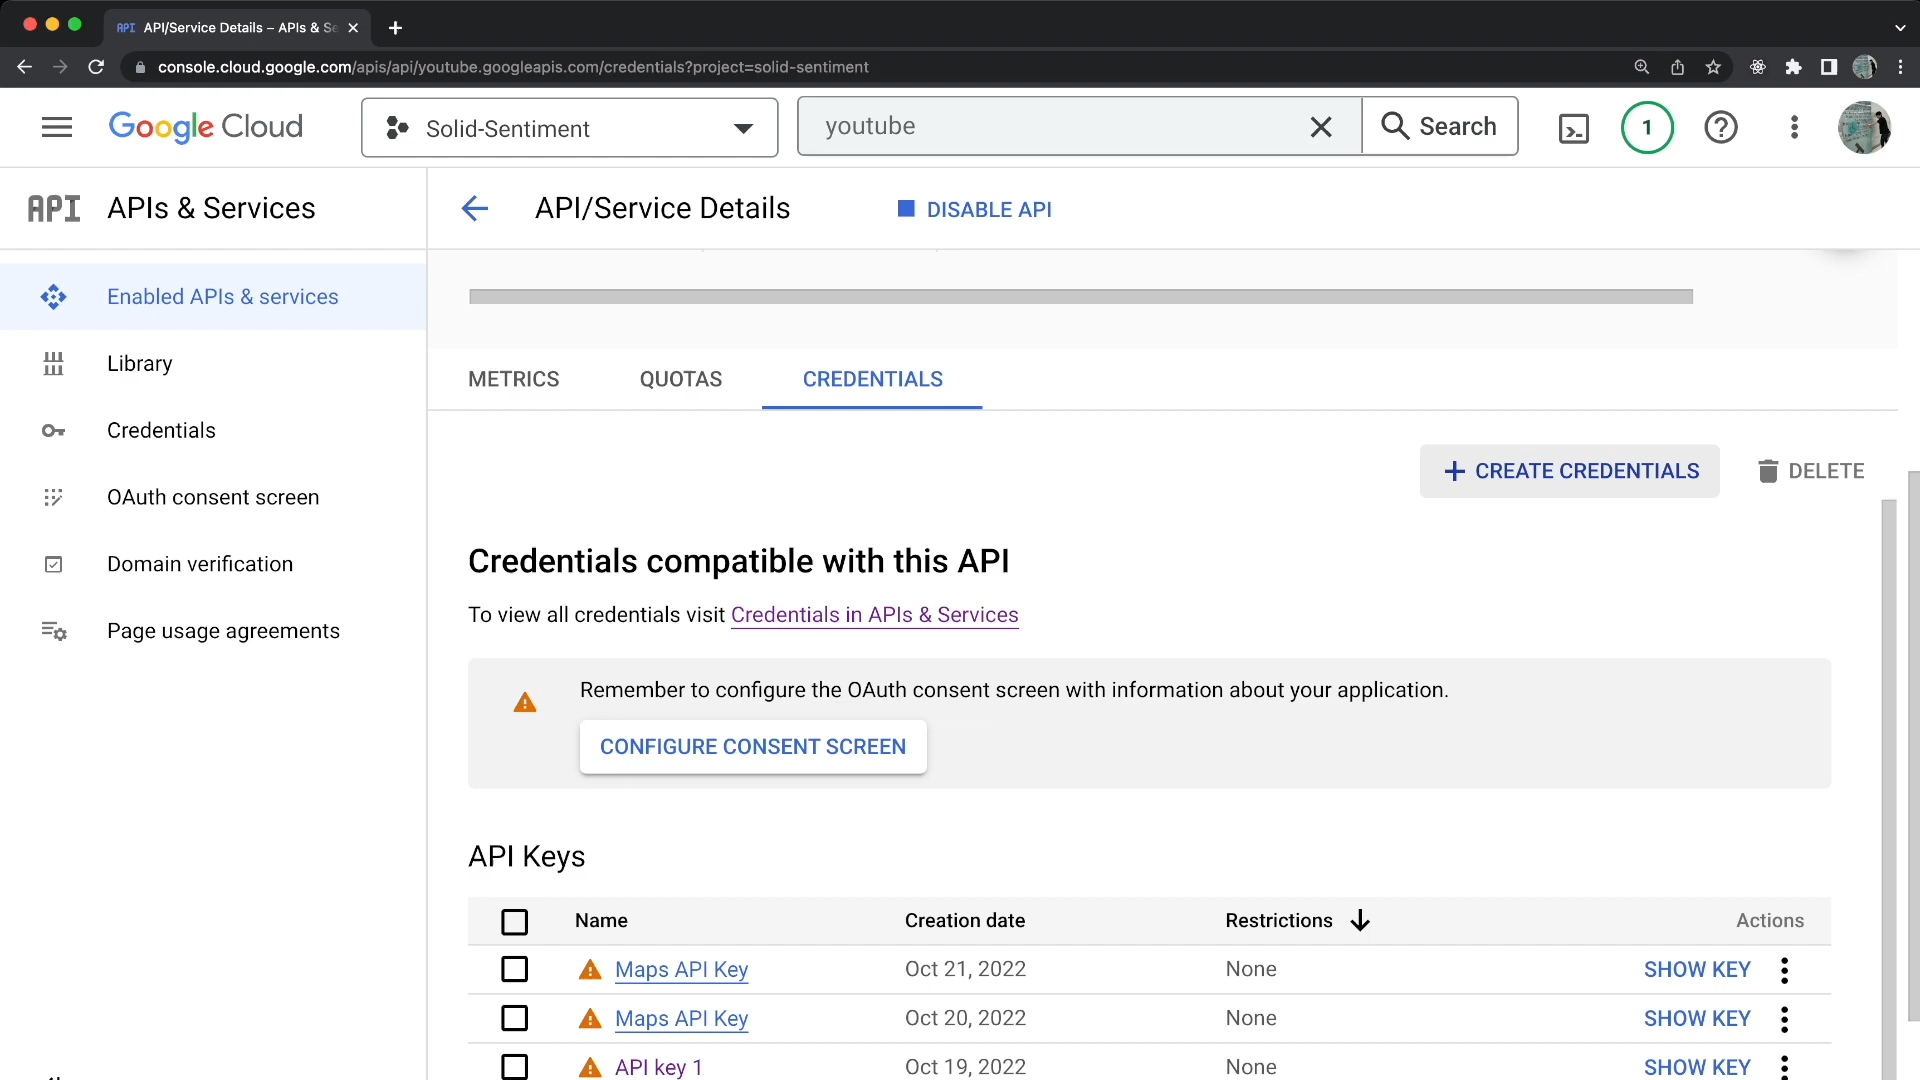 API API/Service Details – APIs & Se
console.cloud.google.com/apis/api/youtube.googleapis.com/credentials?project=solid-sentiment
Google Cloud
Solid-Sentiment
youtube
Search
1
API APIs & Services
API/Service Details
DISABLE API
Enabled APIs & services
Library
Credentials
OAuth consent screen
Domain verification
Page usage agreements
METRICS QUOTAS CREDENTIALS
+ CREATE CREDENTIALS
DELETE
Credentials compatible with this API
To view all credentials visit Credentials in APIs & Services
Remember to configure the OAuth consent screen with information about your application.
CONFIGURE CONSENT SCREEN
API Keys
Name Creation date Restrictions Actions
Maps API Key Oct 21, 2022 None SHOW KEY
Maps API Key Oct 20, 2022 None SHOW KEY
API key 1 Oct 19, 2022 None SHOW KEY